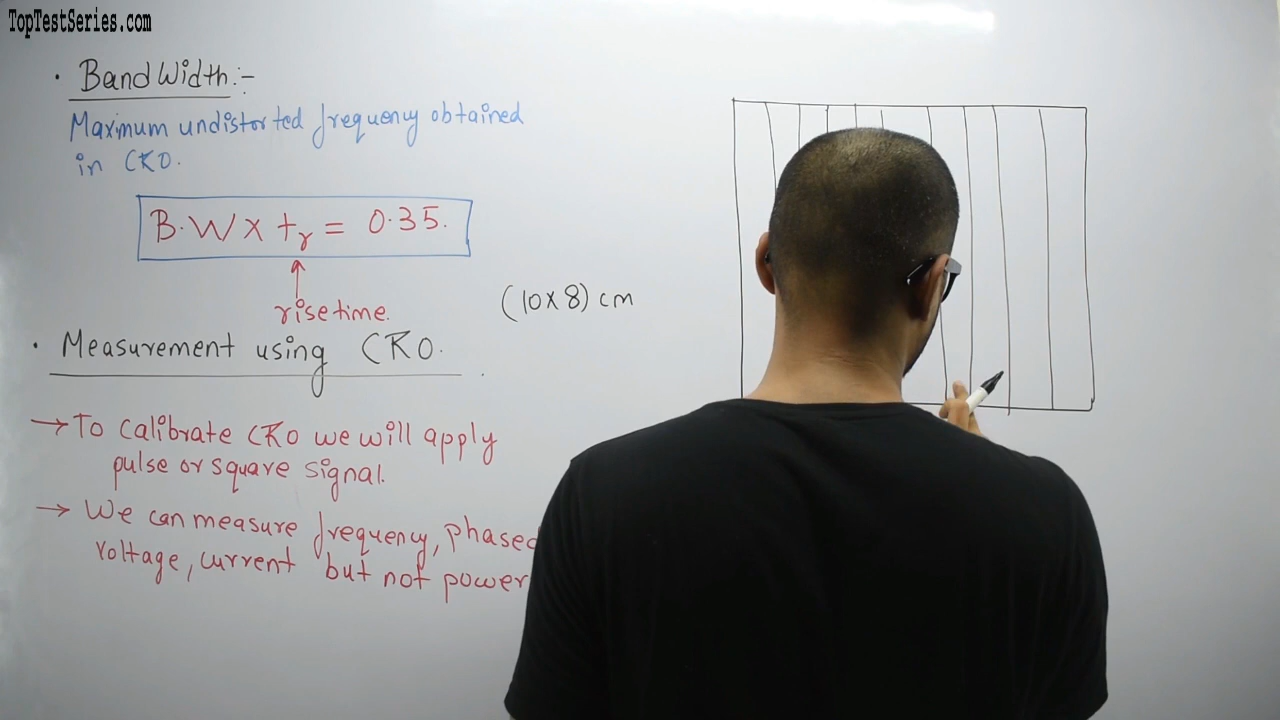 TopTestSeries.com
· BandWidth:-
Maximum undistorted frequency obtained
in CRO.
B.W x tr = 0.35.
↑
risetime.
(10x8) cm
· Measurement using CRO.
→ To calibrate CRO we will apply
pulse or square signal.
→ We can measure frequency, phase
voltage, current but not power